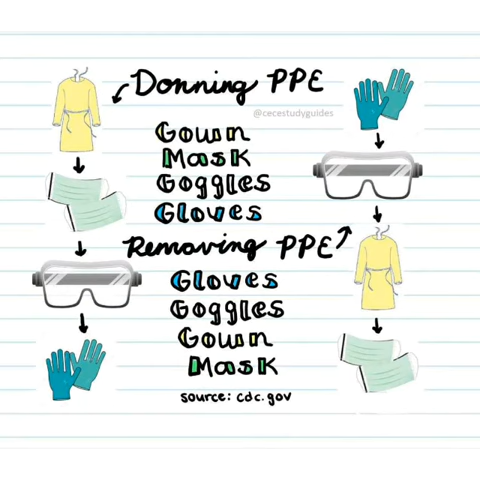 Donning PPE
@cecestudyguides
Gown
Mask
Goggles
Gloves
Removing PPE
Gloves
Goggles
Gown
Mask
source: cdc.gov